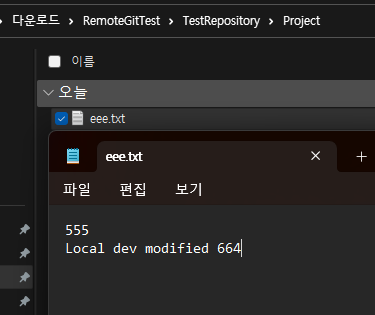 다운로드 > RemoteGitTest > TestRepository > Project
이름
오늘
eee.txt
eee.txt
파일 편집 보기
555
Local dev modified 664